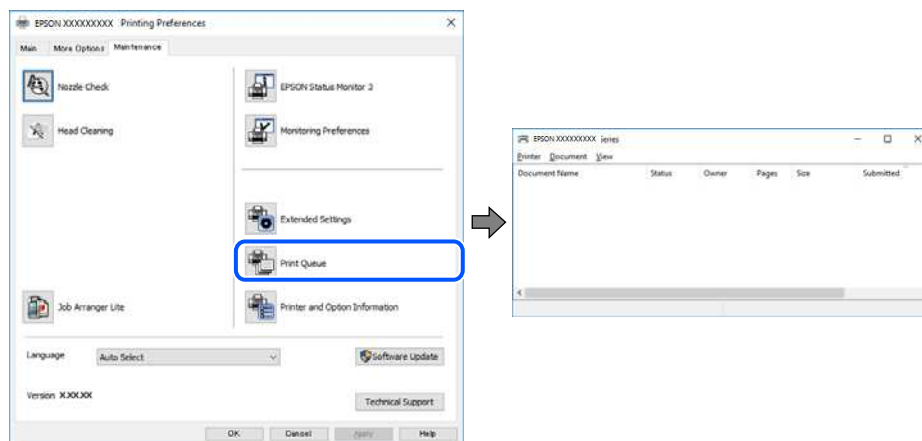 EPSON XXXXXXXXX Printing Preferences
Main More Options Maintenance
Nozzle Check
EPSON Status Monitor 3
Head Cleaning
Monitoring Preferences
Extended Settings
Print Queue
Job Arranger Lite
Printer and Option Information
Language Auto Select Software Update
Version X.XX.XX
Technical Support
OK Cancel Apply Help
EPSON XXXXXXXXX Series
Printer Document View
Document Name Status Owner Pages Size Submitted